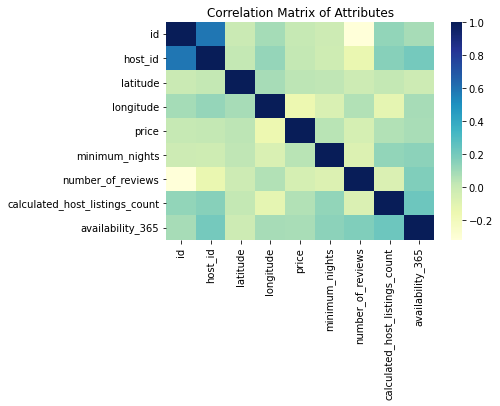 Correlation Matrix of Attributes
id
host_id
latitude
longitude
price
minimum_nights
number_of_reviews
calculated_host_listings_count
availability_365
id
host_id
latitude
longitude
price
minimum_nights
number_of_reviews
calculated_host_listings_count
availability_365
1.0
0.8
0.6
0.4
0.2
0.0
−0.2